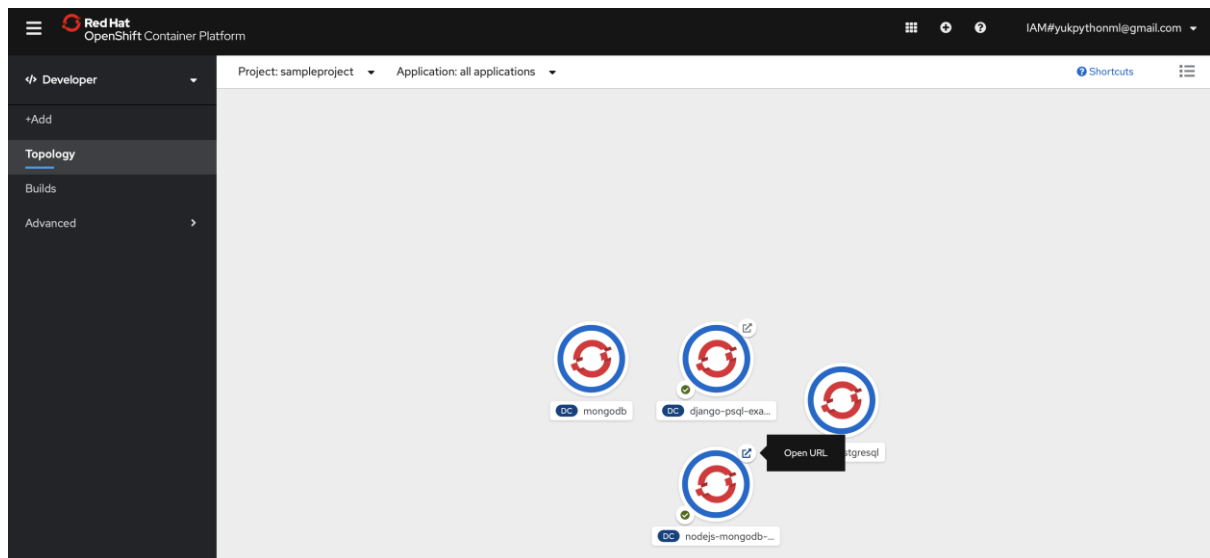 Red Hat
OpenShift Container Platform
IAM#yukpythonml@gmail.com
</> Developer
Project: sampleproject
Application: all applications
Shortcuts
+Add
Topology
Builds
Advanced
DC mongodb
DC django-psql-exa...
Open URL
stgresql
DC nodejs-mongodb-...